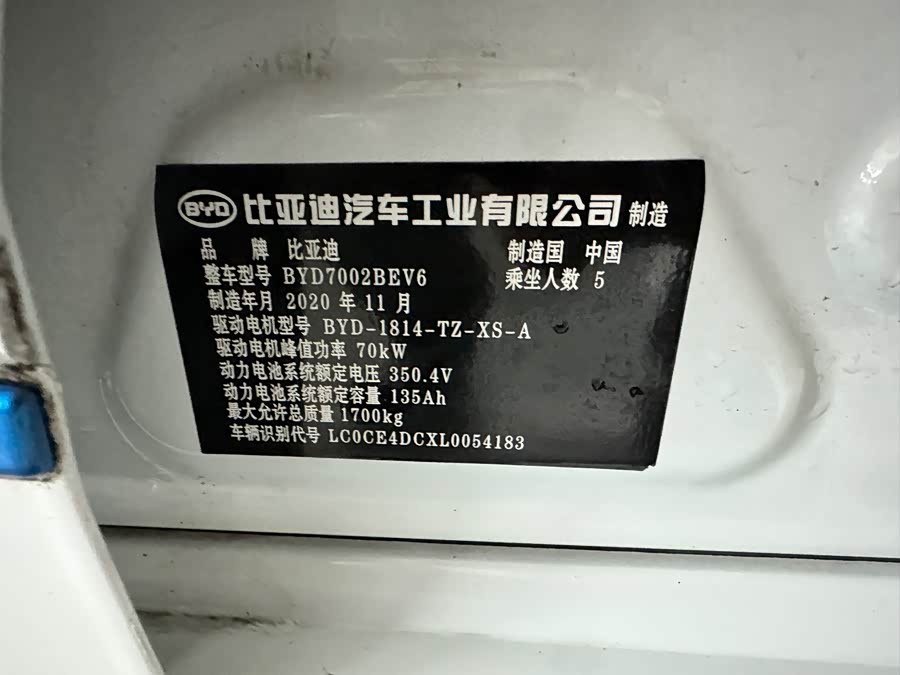 BYD 比亚迪汽车工业有限公司 制造
品 牌 比亚迪 制造国 中国
整车型号 BYD7002BEV6 乘坐人数 5
制造年月 2020 年 11 月
驱动电机型号 BYD-1814-TZ-XS-A
驱动电机峰值功率 70kW
动力电池系统额定电压 350.4V
动力电池系统额定容量 135Ah
最大允许总质量 1700kg
车辆识别代号 LC0CE4DCXL0054183